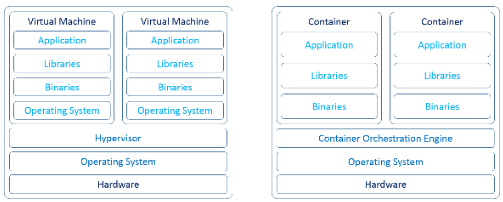 Virtual Machine
Application
Libraries
Binaries
Operating System
Virtual Machine
Application
Libraries
Binaries
Operating System
Hypervisor
Operating System
Hardware
Container
Application
Libraries
Binaries
Container
Application
Libraries
Binaries
Container Orchestration Engine
Operating System
Hardware